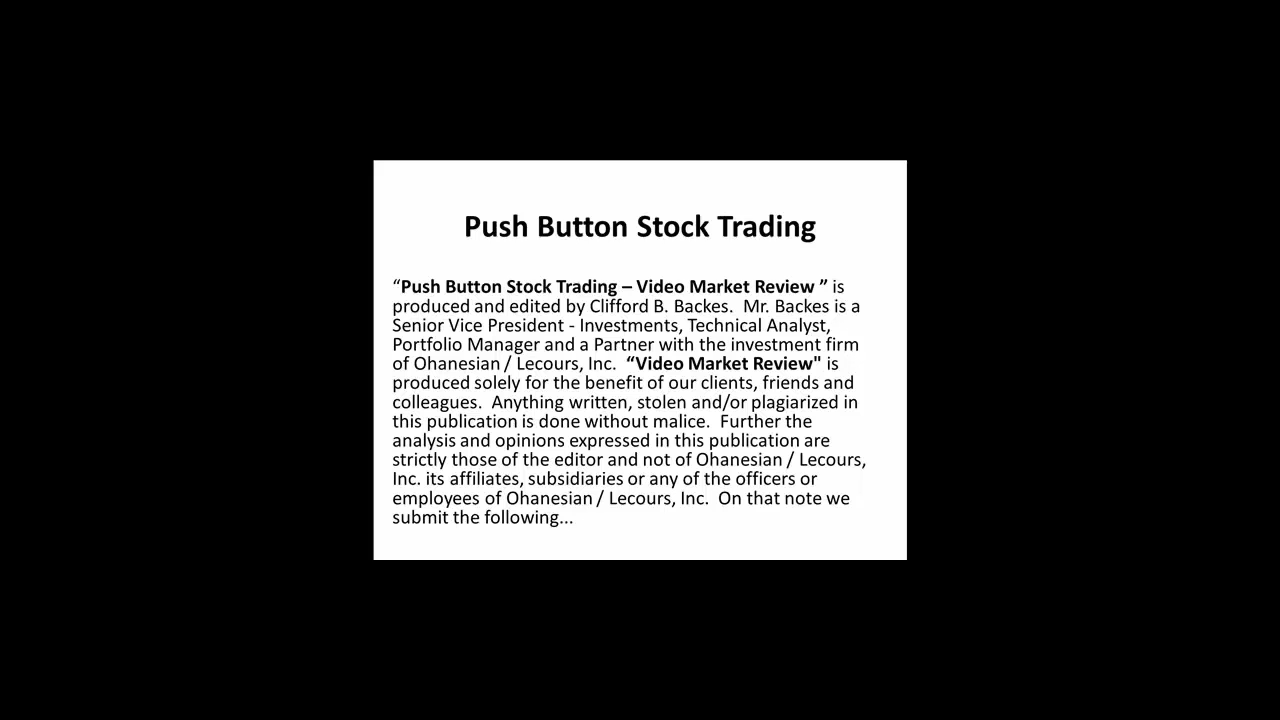 Push Button Stock Trading
“Push Button Stock Trading – Video Market Review ” is
produced and edited by Clifford B. Backes.  Mr. Backes is a
Senior Vice President - Investments, Technical Analyst,
Portfolio Manager and a Partner with the investment firm
of Ohanesian / Lecours, Inc.  “Video Market Review" is
produced solely for the benefit of our clients, friends and
colleagues.  Anything written, stolen and/or plagiarized in
this publication is done without malice.  Further the
analysis and opinions expressed in this publication are
strictly those of the editor and not of Ohanesian / Lecours,
Inc. its affiliates, subsidiaries or any of the officers or
employees of Ohanesian / Lecours, Inc.  On that note we
submit the following...